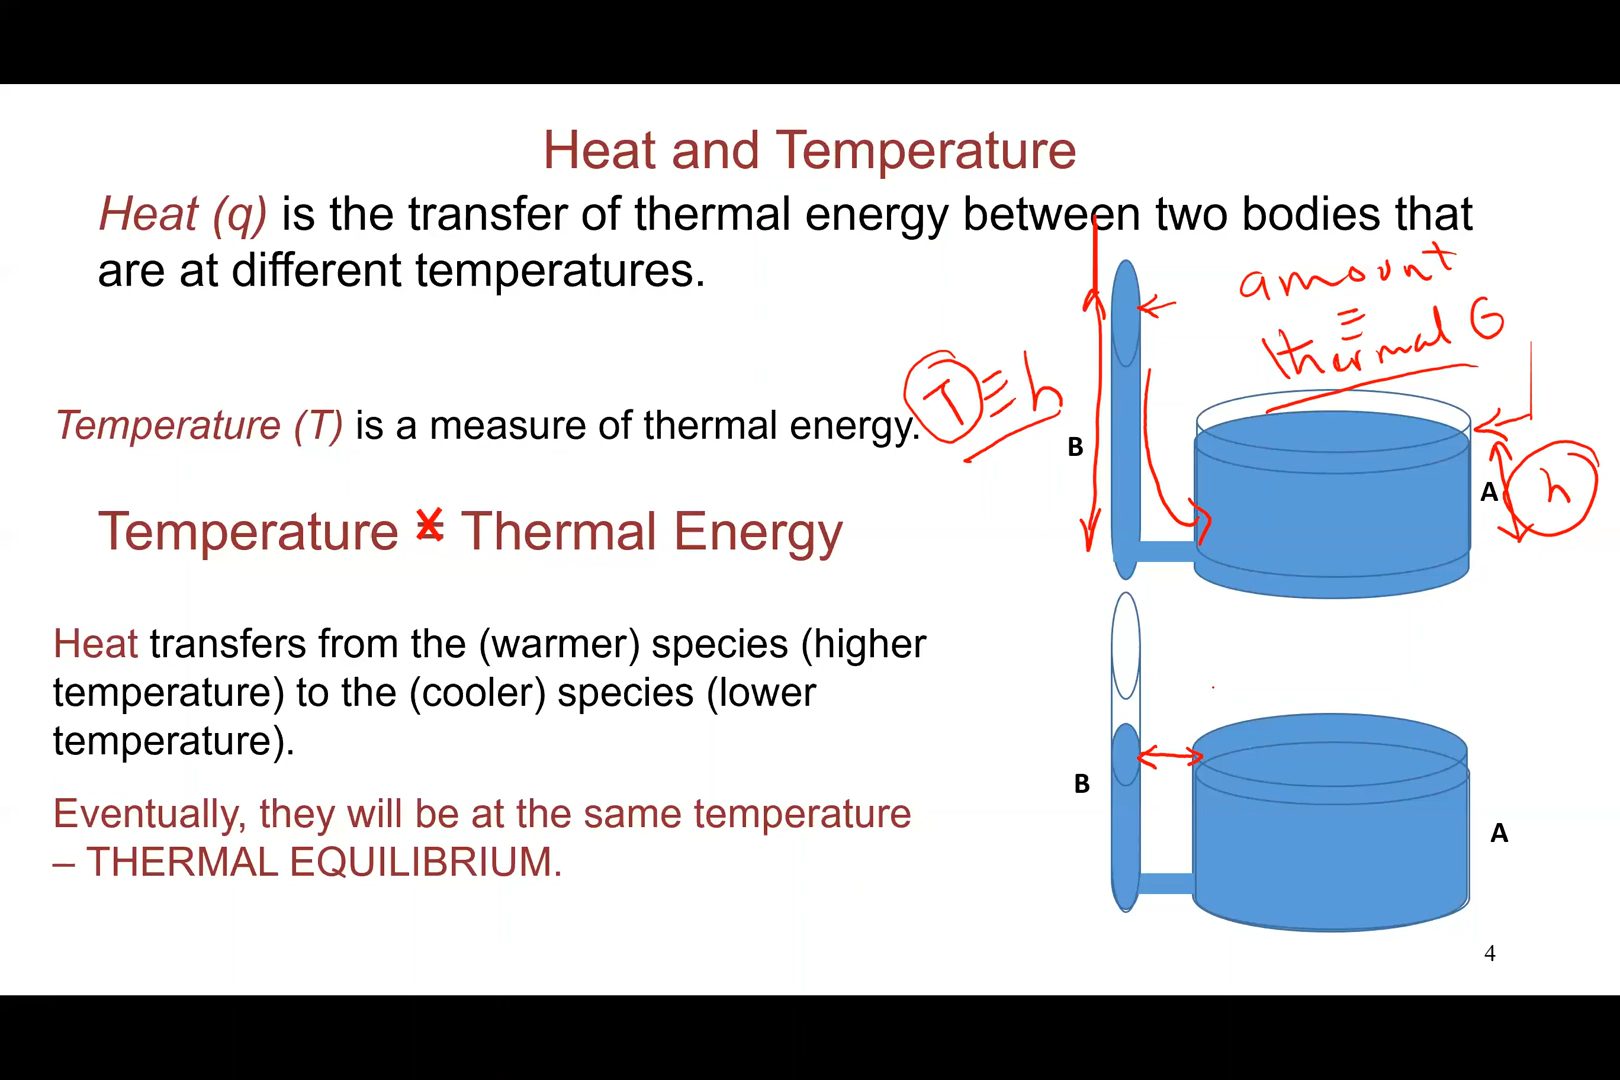 Heat and Temperature
Heat (q) is the transfer of thermal energy between two bodies that
are at different temperatures.
amount
≡
thermal E
T ≡ h
Temperature (T) is a measure of thermal energy.
B
A
h
Temperature = Thermal Energy
Heat transfers from the (warmer) species (higher
temperature) to the (cooler) species (lower
temperature).
B
Eventually, they will be at the same temperature
– THERMAL EQUILIBRIUM.
A
4